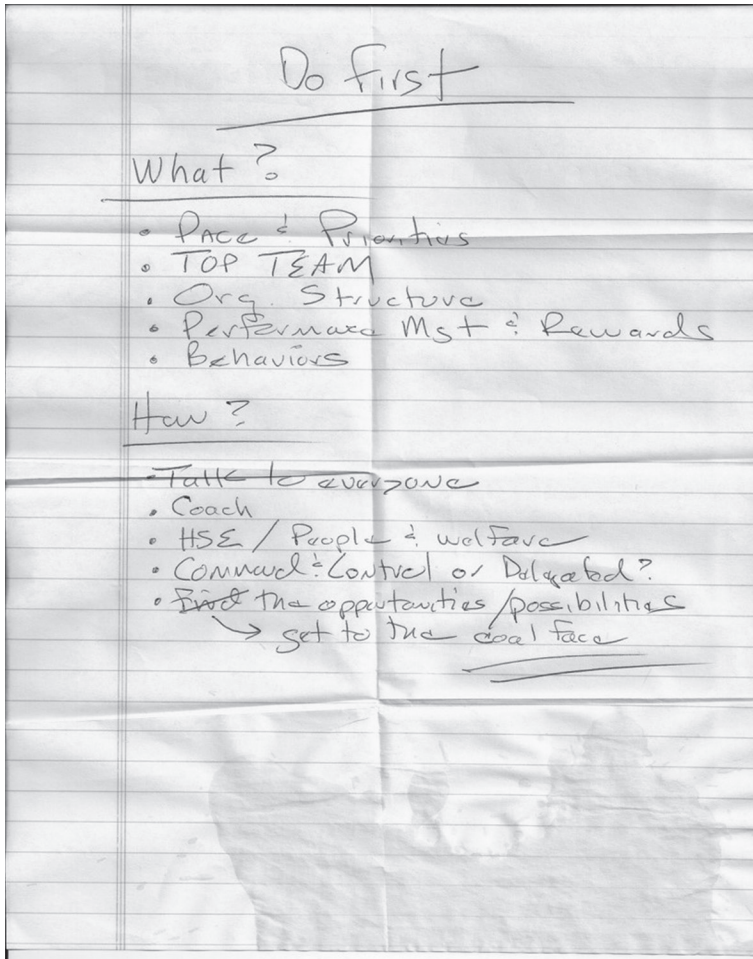 Do First
What?
• Pace & Priorities
• TOP TEAM
• Org. Structure
• Performace Mgt & Rewards
• Behaviors
How?
• Talk to everyone
• Coach
• HSE / People & welfare
• Command & Control or Delegated?
• Find the opportunities/possibilities
→ get to the coal face